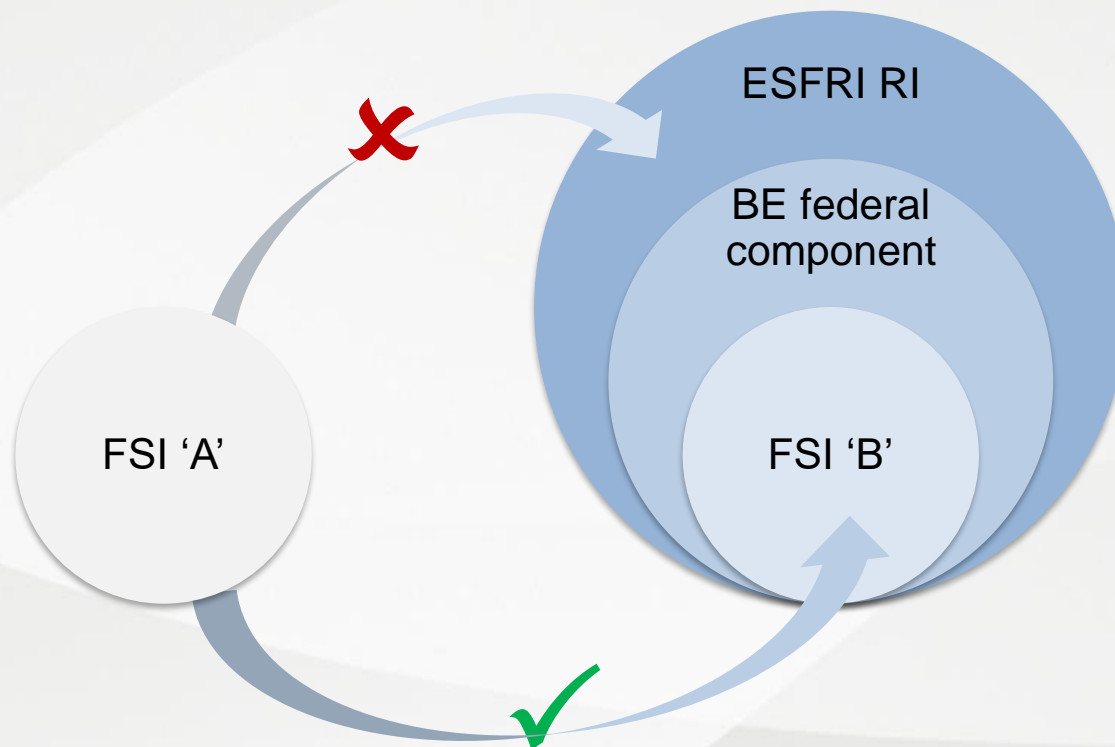 ESFRI RI
BE federal
component
FSI ‘A’
FSI ‘B’